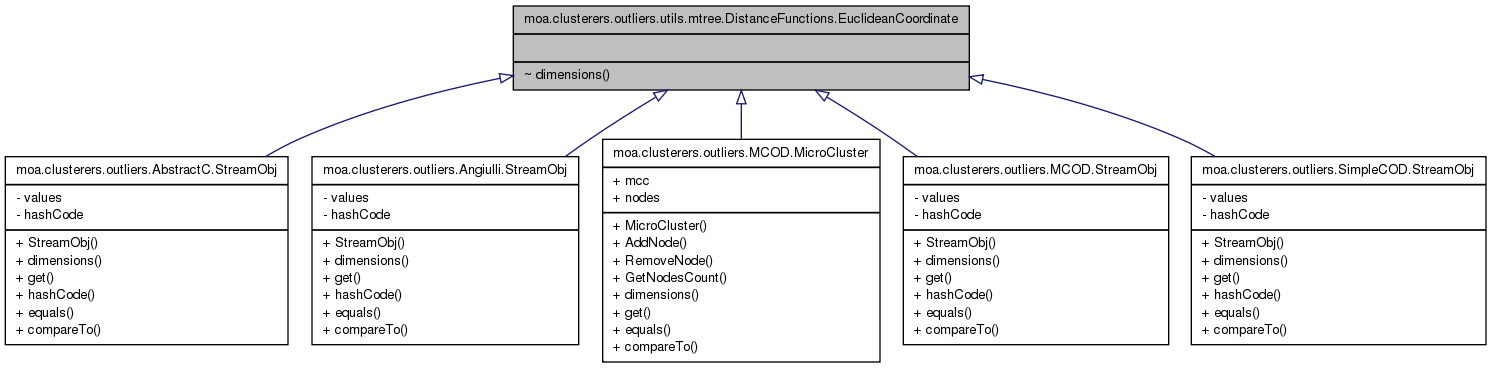 moa.clusterers.outliers.utils.mtree.DistanceFunctions.EuclideanCoordinate
~ dimensions()
moa.clusterers.outliers.AbstractC.StreamObj
- values
- hashCode
+ StreamObj()
+ dimensions()
+ get()
+ hashCode()
+ equals()
+ compareTo()
moa.clusterers.outliers.Angiulli.StreamObj
- values
- hashCode
+ StreamObj()
+ dimensions()
+ get()
+ hashCode()
+ equals()
+ compareTo()
moa.clusterers.outliers.MCOD.MicroCluster
+ mcc
+ nodes
+ MicroCluster()
+ AddNode()
+ RemoveNode()
+ GetNodesCount()
+ dimensions()
+ get()
+ equals()
+ compareTo()
moa.clusterers.outliers.MCOD.StreamObj
- values
- hashCode
+ StreamObj()
+ dimensions()
+ get()
+ hashCode()
+ equals()
+ compareTo()
moa.clusterers.outliers.SimpleCOD.StreamObj
- values
- hashCode
+ StreamObj()
+ dimensions()
+ get()
+ hashCode()
+ equals()
+ compareTo()